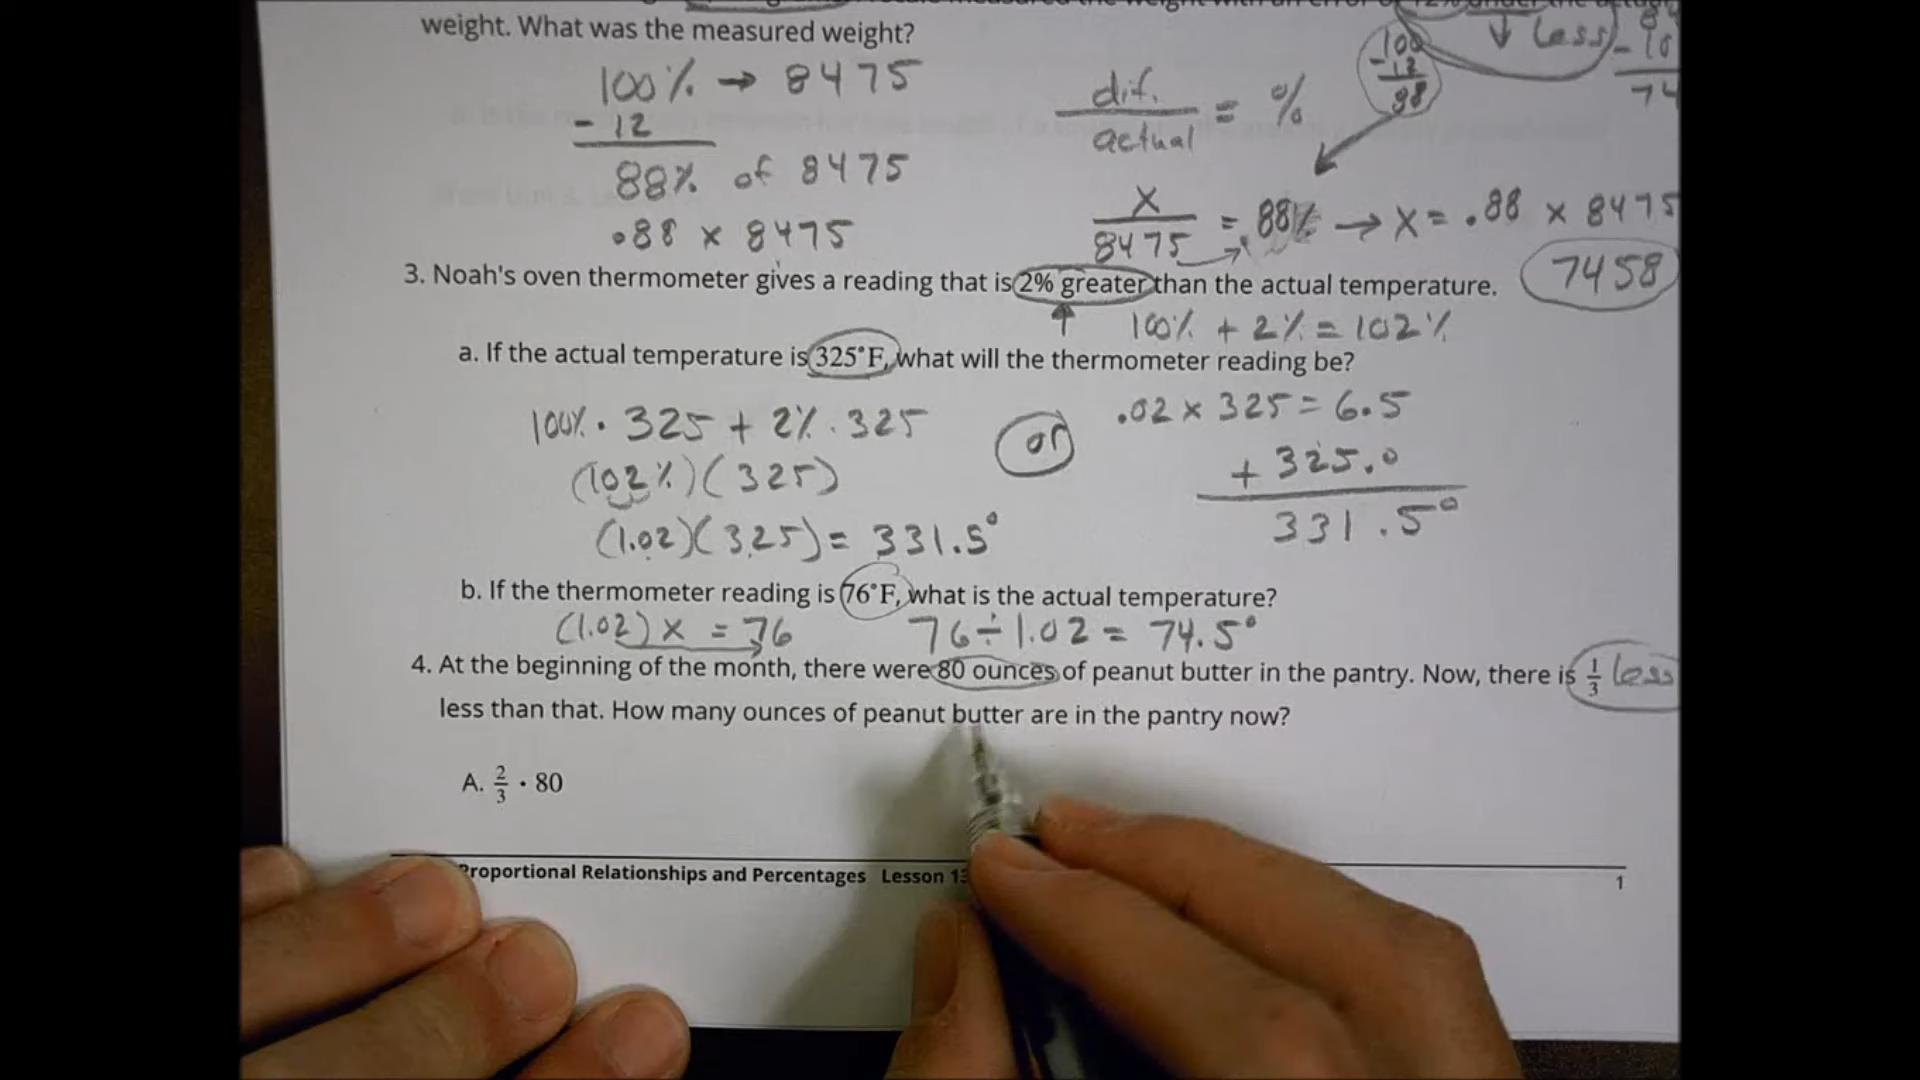 weight. What was the measured weight?
↓ less
100% → 8475
- 12
88% of 8475
.88 × 8475
100
- 12
88
dif. / actual = %
x / 8475 = .88% → x = .88 × 8475
7458
3. Noah's oven thermometer gives a reading that is 2% greater than the actual temperature.
↑ 100% + 2% = 102%
a. If the actual temperature is 325°F, what will the thermometer reading be?
100% · 325 + 2% · 325
(102%)(325)
(1.02)(325) = 331.5°
or
.02 × 325 = 6.5
+ 325.0
331.5°
b. If the thermometer reading is 76°F, what is the actual temperature?
(1.02) x = 76 76 ÷ 1.02 = 74.5°
4. At the beginning of the month, there were 80 ounces of peanut butter in the pantry. Now, there is 1/3 less
less than that. How many ounces of peanut butter are in the pantry now?
A. 2/3 · 80
Proportional Relationships and Percentages Lesson 13
1